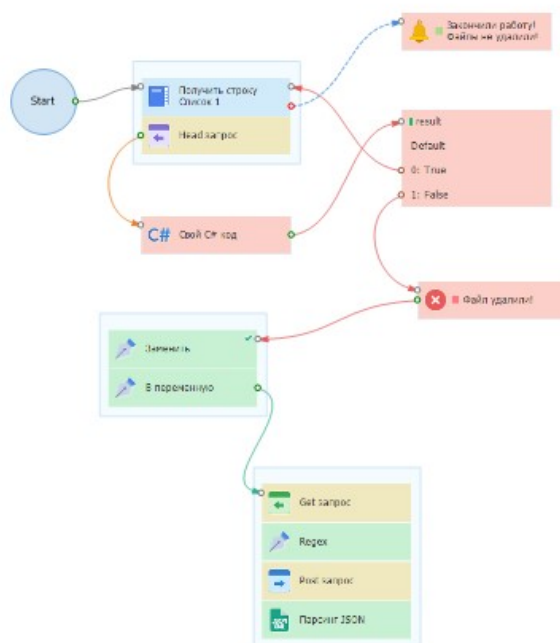 Закончили работу!
Файлы не удалили!
Start
Получить строку
Список 1
Head запрос
result
Default
0: True
1: False
C# Свой C# код
Файл удалили!
Заменить
В переменную
Get запрос
Regex
Post запрос
Парсинг JSON